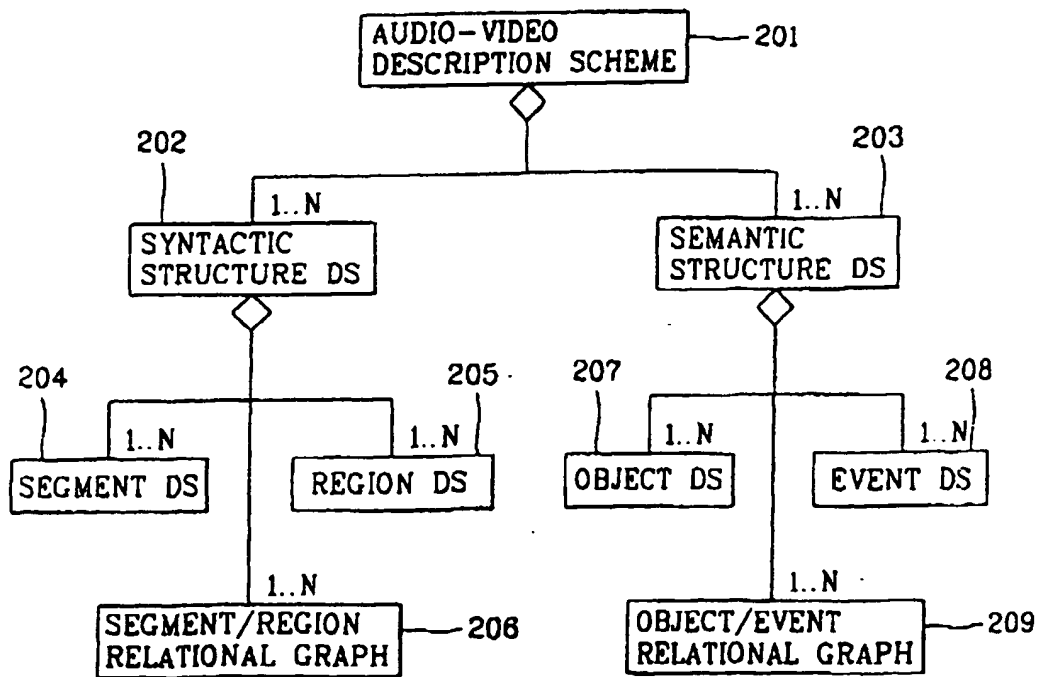 AUDIO-VIDEO
DESCRIPTION SCHEME
201
202
203
1..N
1..N
SYNTACTIC
STRUCTURE DS
SEMANTIC
STRUCTURE DS
204
205
207
208
1..N
1..N
1..N
1..N
SEGMENT DS
REGION DS
OBJECT DS
EVENT DS
1..N
1..N
SEGMENT/REGION
RELATIONAL GRAPH
206
OBJECT/EVENT
RELATIONAL GRAPH
209